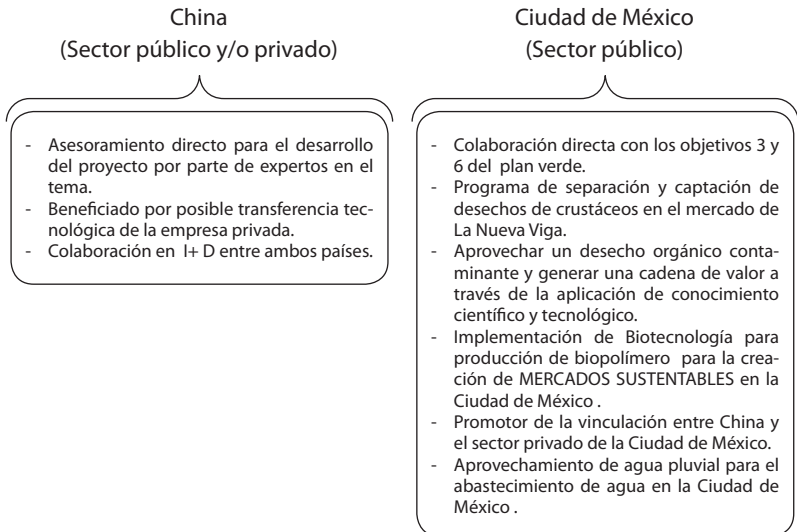 China
(Sector público y/o privado)
- Asesoramiento directo para el desarrollo
del proyecto por parte de expertos en el
tema.
- Beneficiado por posible transferencia tec-
nológica de la empresa privada.
- Colaboración en I+ D entre ambos países.
Ciudad de México
(Sector público)
- Colaboración directa con los objetivos 3 y
6 del plan verde.
- Programa de separación y captación de
desechos de crustáceos en el mercado de
La Nueva Viga.
- Aprovechar un desecho orgánico conta-
minante y generar una cadena de valor a
través de la aplicación de conocimiento
científico y tecnológico.
- Implementación de Biotecnología para
producción de biopolímero para la crea-
ción de MERCADOS SUSTENTABLES en la
Ciudad de México .
- Promotor de la vinculación entre China y
el sector privado de la Ciudad de México.
- Aprovechamiento de agua pluvial para el
abastecimiento de agua en la Ciudad de
México .